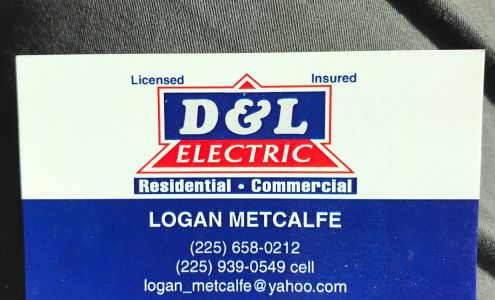 Licensed Insured
D&L
ELECTRIC
Residential • Commercial
LOGAN METCALFE
(225) 658-0212
(225) 939-0549 cell
logan_metcalfe@yahoo.com